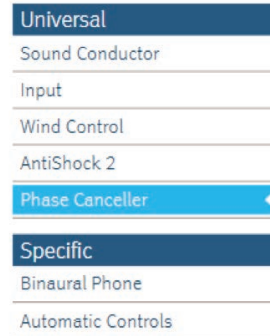 Universal
Sound Conductor
Input
Wind Control
AntiShock 2
Phase Canceller
Specific
Binaural Phone
Automatic Controls